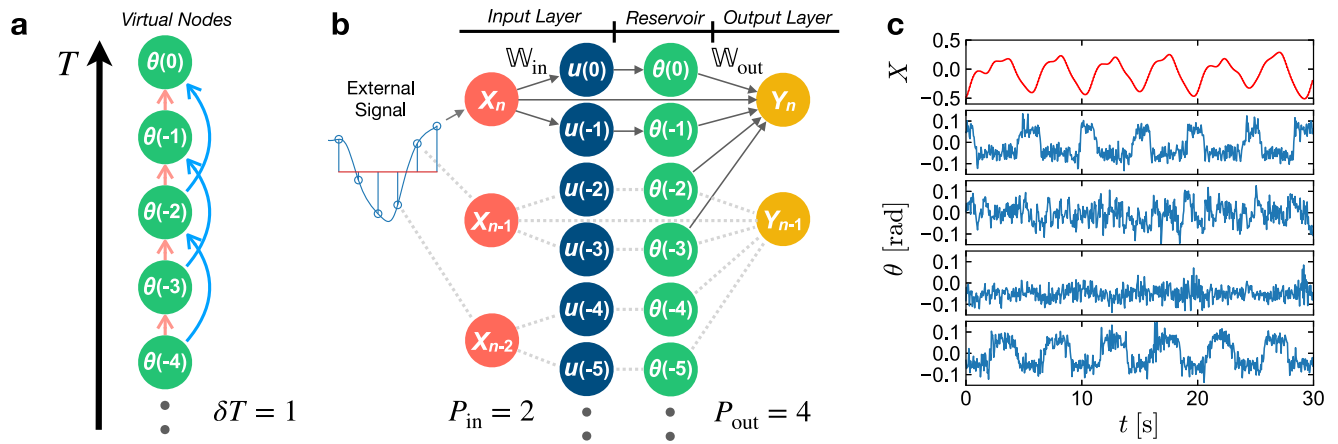 a
Virtual Nodes
T
θ(0)
θ(-1)
θ(-2)
θ(-3)
θ(-4)
δT = 1
b
Input Layer
Reservoir
Output Layer
𝕎in
𝕎out
External
Signal
Xn
u(0)
θ(0)
Yn
u(-1)
θ(-1)
u(-2)
θ(-2)
Xn-1
Yn-1
u(-3)
θ(-3)
u(-4)
θ(-4)
Xn-2
u(-5)
θ(-5)
Pin = 2
Pout = 4
c
X
0.5
0.0
−0.5
θ [rad]
0.1
0.0
−0.1
0.1
0.0
−0.1
0.1
0.0
−0.1
0.1
0.0
−0.1
0 10 20 30
t [s]